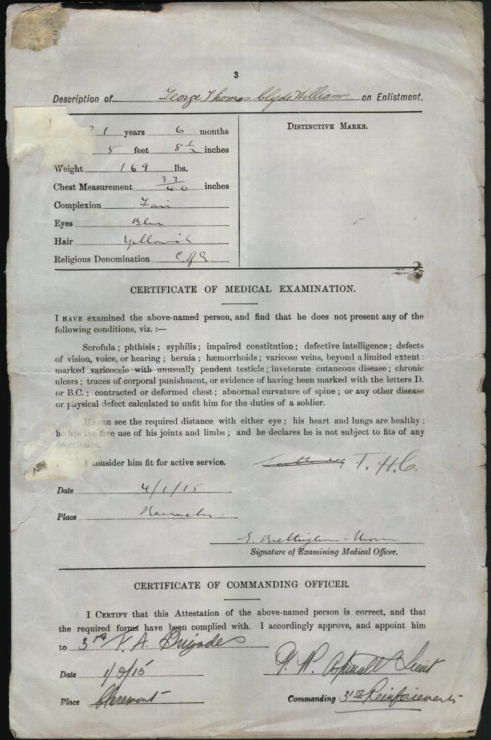 3
Description of George Thomas Clyde Williams on Enlistment.
21 years 6 months
5 feet 8 1/2 inches
Weight 169 lbs.
Chest Measurement 37/40 inches
Complexion Fair
Eyes Blue
Hair Yellowish
Religious Denomination C of E
DISTINCTIVE MARKS.
CERTIFICATE OF MEDICAL EXAMINATION.
I HAVE examined the above-named person, and find that he does not present any of the
following conditions, viz. :—
Scrofula ; phthisis ; syphilis ; impaired constitution ; defective intelligence ; defects
of vision, voice, or hearing ; hernia ; hæmorrhoids ; varicose veins, beyond a limited extent ;
marked varicocele with unusually pendent testicle ; inveterate cutaneous disease ; chronic
ulcers ; traces of corporal punishment, or evidence of having been marked with the letters D.
or B.C. ; contracted or deformed chest ; abnormal curvature of spine ; or any other disease
or physical defect calculated to unfit him for the duties of a soldier.
He can see the required distance with either eye ; his heart and lungs are healthy ;
he has the free use of his joints and limbs ; and he declares he is not subject to fits of any
description.
I consider him fit for active service.
T. H. C.
Date 4/1/15
Place
Signature of Examining Medical Officer.
CERTIFICATE OF COMMANDING OFFICER.
I CERTIFY that this Attestation of the above-named person is correct, and that
the required forms have been complied with. I accordingly approve, and appoint him
to 3rd F. A. Brigade
Date
Place Claremont
Commanding Reinforcements